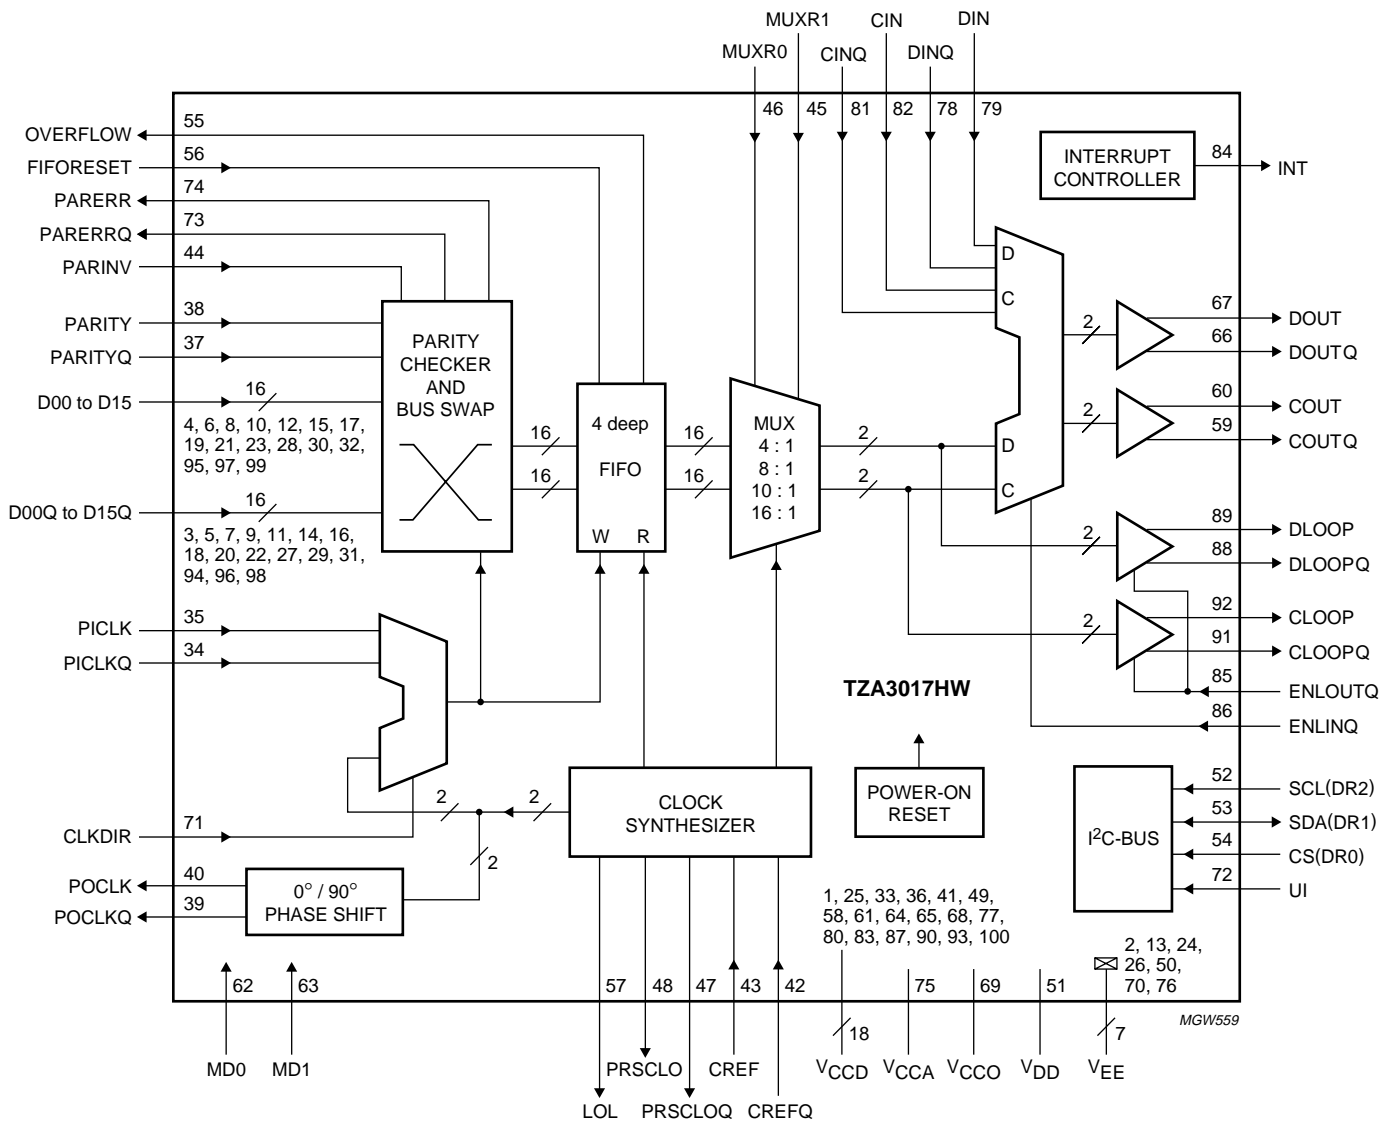 MUXR1
CIN
DIN
MUXR0
CINQ
DINQ
46
45
81
82
78
79
OVERFLOW
55
FIFORESET
56
PARERR
74
PARERRQ
73
PARINV
44
PARITY
38
PARITYQ
37
D00 to D15
16
4, 6, 8, 10, 12, 15, 17,
19, 21, 23, 28, 30, 32,
95, 97, 99
D00Q to D15Q
16
3, 5, 7, 9, 11, 14, 16,
18, 20, 22, 27, 29, 31,
94, 96, 98
PARITY
CHECKER
AND
BUS SWAP
16
16
4 deep
FIFO
W
R
16
16
MUX
4 : 1
8 : 1
10 : 1
16 : 1
2
2
D
C
D
C
INTERRUPT
CONTROLLER
84
INT
2
67
DOUT
66
DOUTQ
2
60
COUT
59
COUTQ
2
89
DLOOP
88
DLOOPQ
2
92
CLOOP
91
CLOOPQ
85
ENLOUTQ
86
ENLINQ
PICLK
35
PICLKQ
34
TZA3017HW
POWER-ON
RESET
CLOCK
SYNTHESIZER
2
2
2
CLKDIR
71
POCLK
40
POCLKQ
39
0° / 90°
PHASE SHIFT
I²C-BUS
52
SCL(DR2)
53
SDA(DR1)
54
CS(DR0)
72
UI
1, 25, 33, 36, 41, 49,
58, 61, 64, 65, 68, 77,
80, 83, 87, 90, 93, 100
2, 13, 24,
26, 50,
70, 76
62
63
57
48
47
43
42
75
69
51
MGW559
18
7
MD0
MD1
PRSCLO
CREF
VCCD
VCCA
VCCO
VDD
VEE
LOL
PRSCLOQ
CREFQ